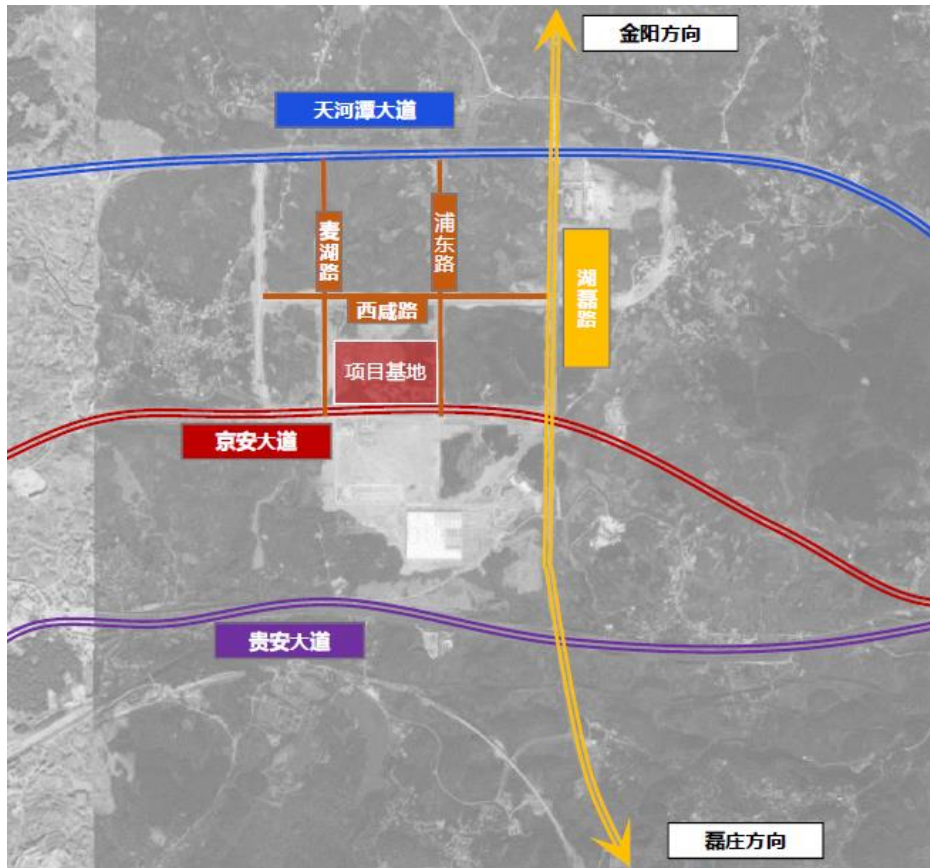 金阳方向
天河潭大道
麦湖路
浦东路
湖磊路
西咸路
项目基地
京安大道
贵安大道
磊庄方向